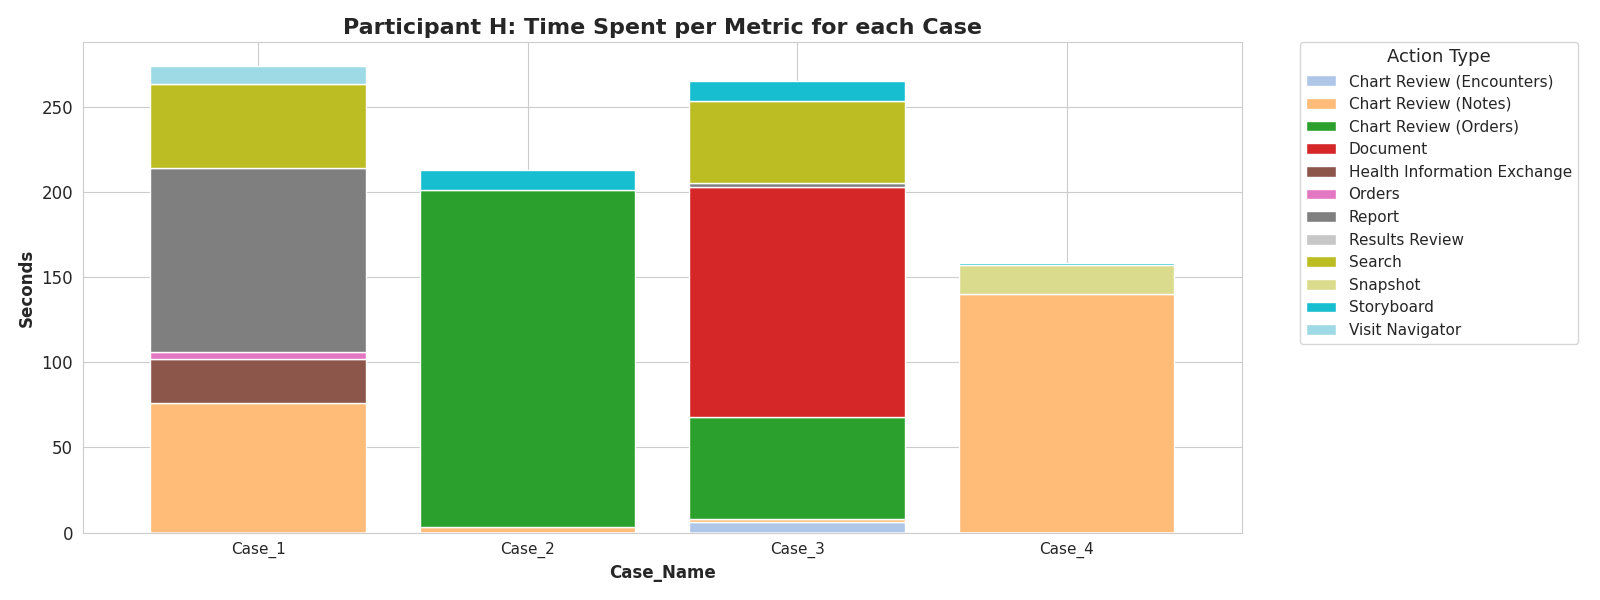 Participant H: Time Spent per Metric for each Case
Seconds
250
200
150
100
50
0
Case_1
Case_2
Case_3
Case_4
Case_Name
Action Type
Chart Review (Encounters)
Chart Review (Notes)
Chart Review (Orders)
Document
Health Information Exchange
Orders
Report
Results Review
Search
Snapshot
Storyboard
Visit Navigator